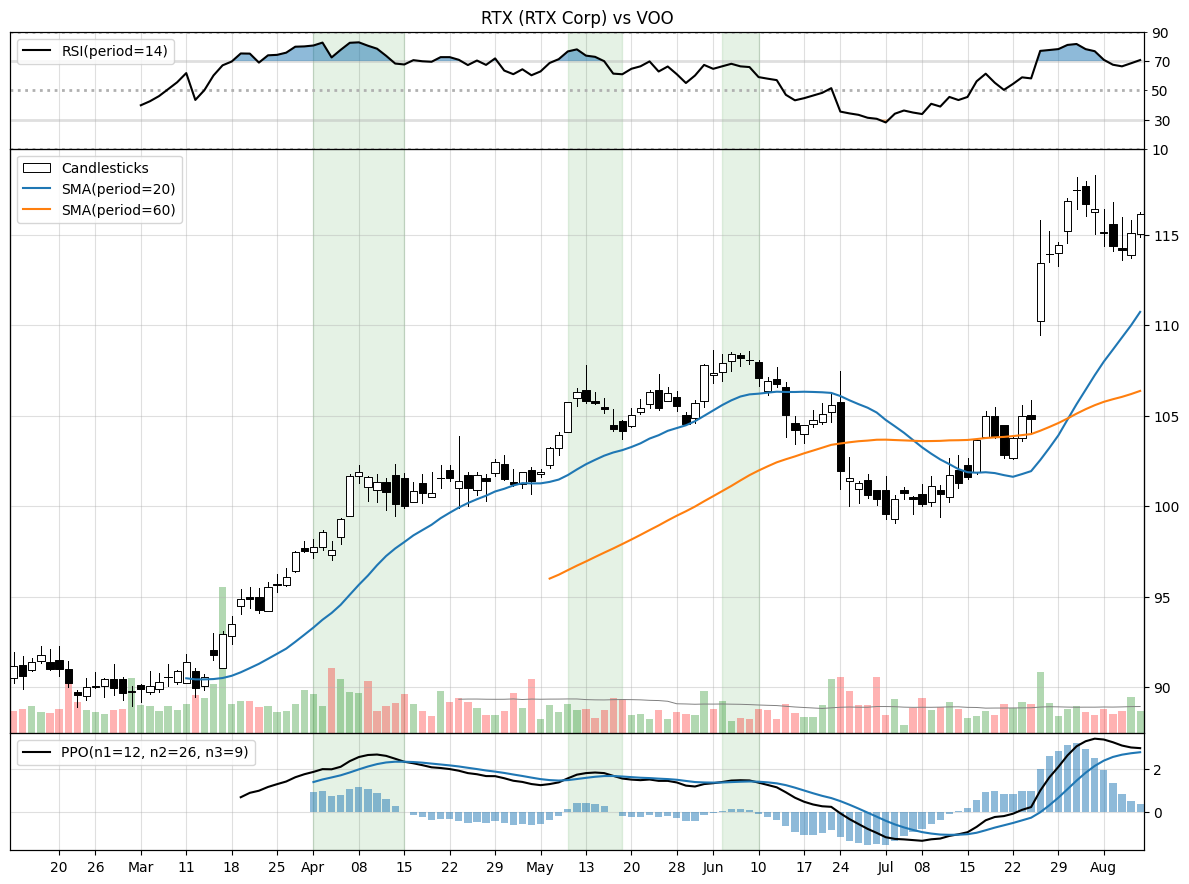 RTX (RTX Corp) vs VOO
RSI(period=14)
90
70
50
30
10
Candlesticks
SMA(period=20)
SMA(period=60)
115
110
105
100
95
90
PPO(n1=12, n2=26, n3=9)
2
0
20 26 Mar 11 18 25 Apr 08 15 22 29 May 13 20 28 Jun 10 17 24 Jul 08 15 22 29 Aug